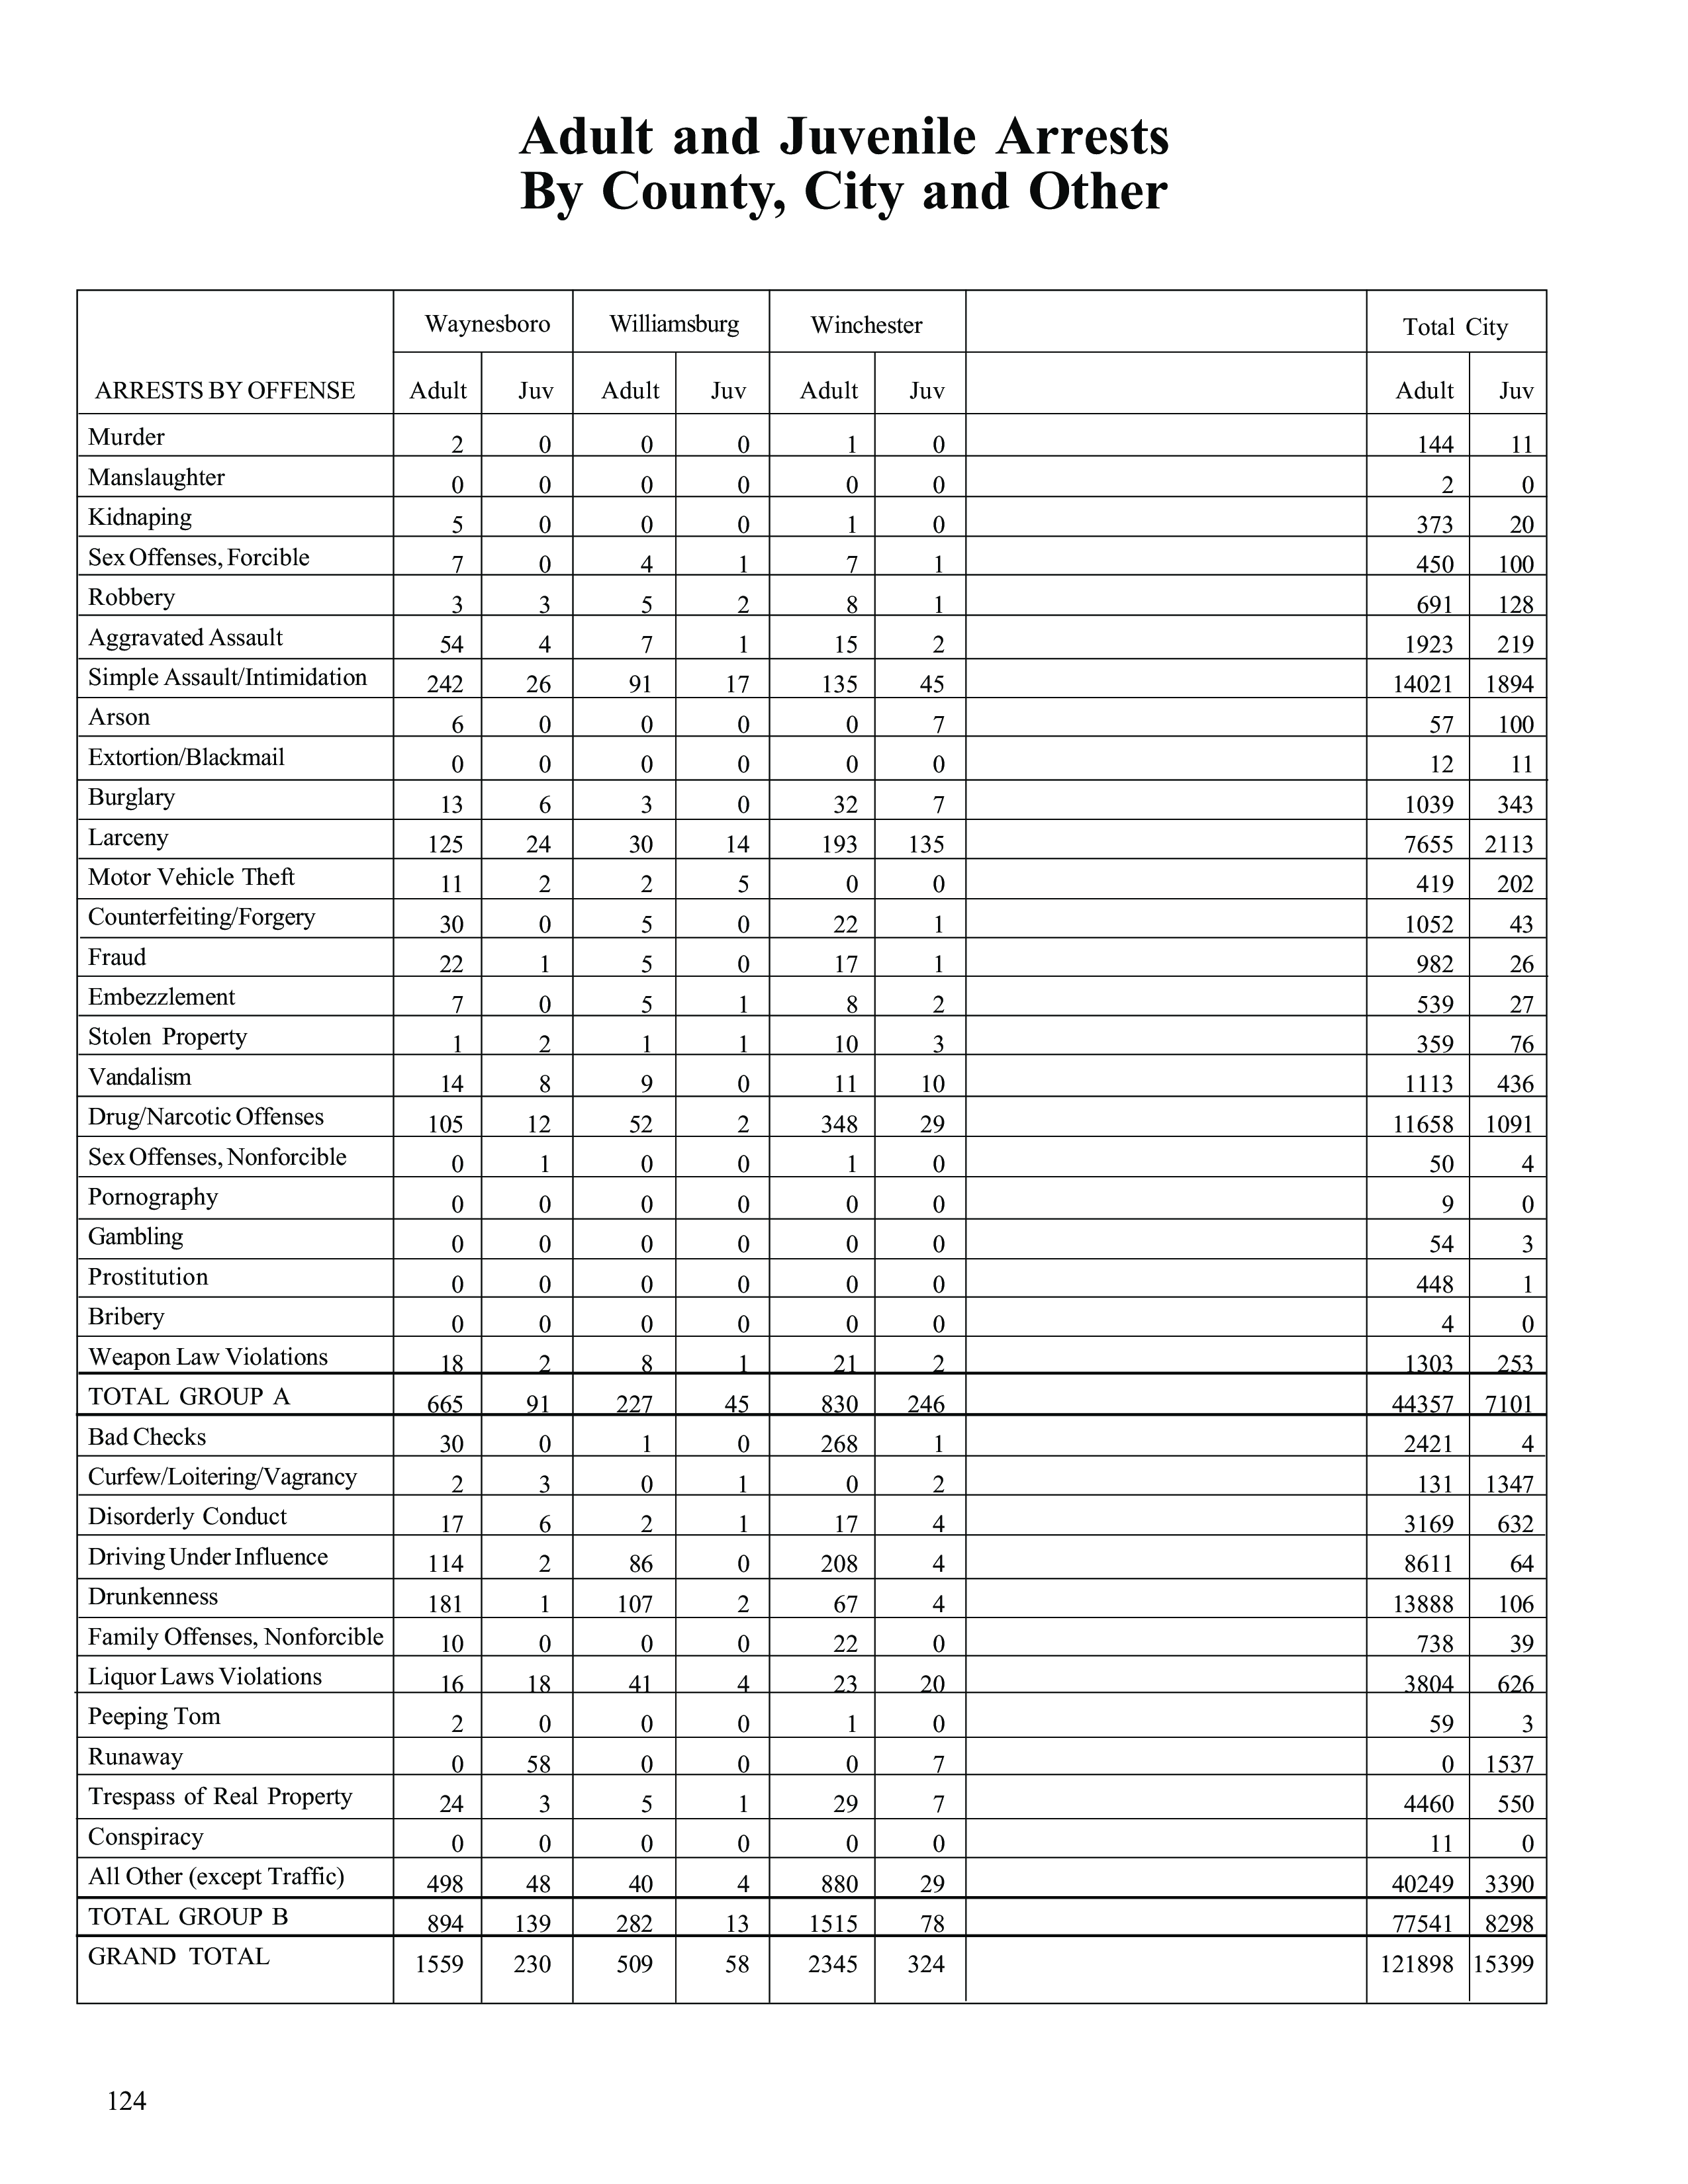 Adult and Juvenile Arrests
By County, City and Other
Waynesboro Williamsburg Winchester Total City
ARRESTS BY OFFENSE Adult Juv Adult Juv Adult Juv Adult Juv
Murder 2 0 0 0 1 0 144 11
Manslaughter 0 0 0 0 0 0 2 0
Kidnaping 5 0 0 0 1 0 373 20
Sex Offenses, Forcible 7 0 4 1 7 1 450 100
Robbery 3 3 5 2 8 1 691 128
Aggravated Assault 54 4 7 1 15 2 1923 219
Simple Assault/Intimidation 242 26 91 17 135 45 14021 1894
Arson 6 0 0 0 0 7 57 100
Extortion/Blackmail 0 0 0 0 0 0 12 11
Burglary 13 6 3 0 32 7 1039 343
Larceny 125 24 30 14 193 135 7655 2113
Motor Vehicle Theft 11 2 2 5 0 0 419 202
Counterfeiting/Forgery 30 0 5 0 22 1 1052 43
Fraud 22 1 5 0 17 1 982 26
Embezzlement 7 0 5 1 8 2 539 27
Stolen Property 1 2 1 1 10 3 359 76
Vandalism 14 8 9 0 11 10 1113 436
Drug/Narcotic Offenses 105 12 52 2 348 29 11658 1091
Sex Offenses, Nonforcible 0 1 0 0 1 0 50 4
Pornography 0 0 0 0 0 0 9 0
Gambling 0 0 0 0 0 0 54 3
Prostitution 0 0 0 0 0 0 448 1
Bribery 0 0 0 0 0 0 4 0
Weapon Law Violations 18 2 8 1 21 2 1303 253
TOTAL GROUP A 665 91 227 45 830 246 44357 7101
Bad Checks 30 0 1 0 268 1 2421 4
Curfew/Loitering/Vagrancy 2 3 0 1 0 2 131 1347
Disorderly Conduct 17 6 2 1 17 4 3169 632
Driving Under Influence 114 2 86 0 208 4 8611 64
Drunkenness 181 1 107 2 67 4 13888 106
Family Offenses, Nonforcible 10 0 0 0 22 0 738 39
Liquor Laws Violations 16 18 41 4 23 20 3804 626
Peeping Tom 2 0 0 0 1 0 59 3
Runaway 0 58 0 0 0 7 0 1537
Trespass of Real Property 24 3 5 1 29 7 4460 550
Conspiracy 0 0 0 0 0 0 11 0
All Other (except Traffic) 498 48 40 4 880 29 40249 3390
TOTAL GROUP B 894 139 282 13 1515 78 77541 8298
GRAND TOTAL 1559 230 509 58 2345 324 121898 15399
124